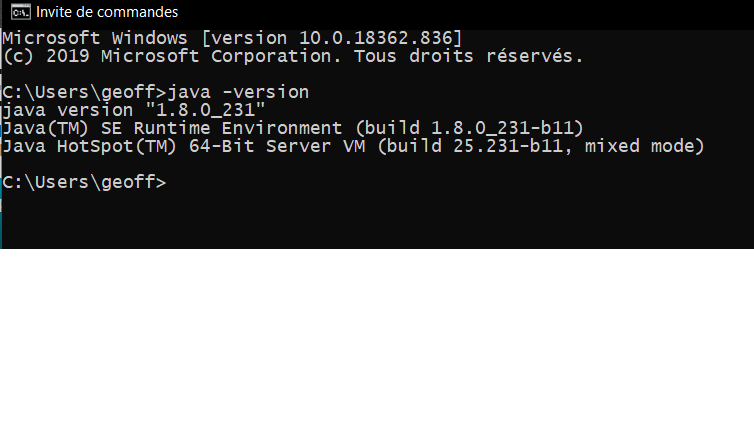 Invite de commandes
Microsoft Windows [version 10.0.18362.836]
(c) 2019 Microsoft Corporation. Tous droits réservés.
C:\Users\geoff>java -version
java version "1.8.0_231"
Java(TM) SE Runtime Environment (build 1.8.0_231-b11)
Java HotSpot(TM) 64-Bit Server VM (build 25.231-b11, mixed mode)
C:\Users\geoff>